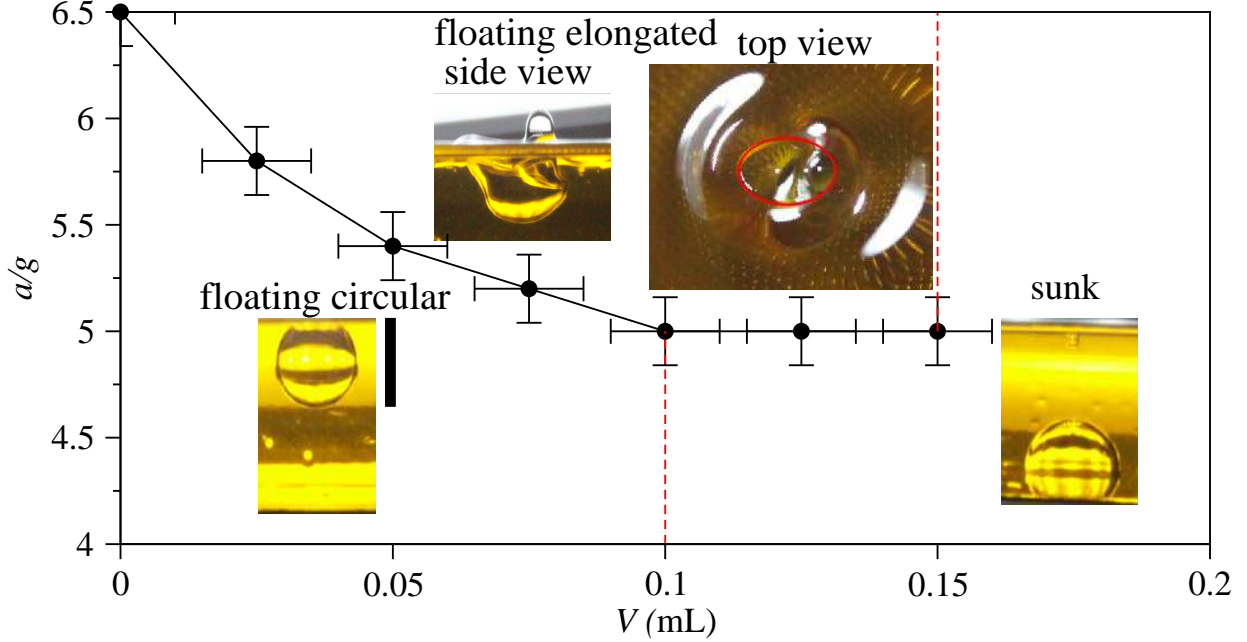 6.5
floating elongated
top view
side view
6
5.5
a/g
floating circular
sunk
5
4.5
4
0
0.05
0.1
0.15
0.2
V (mL)